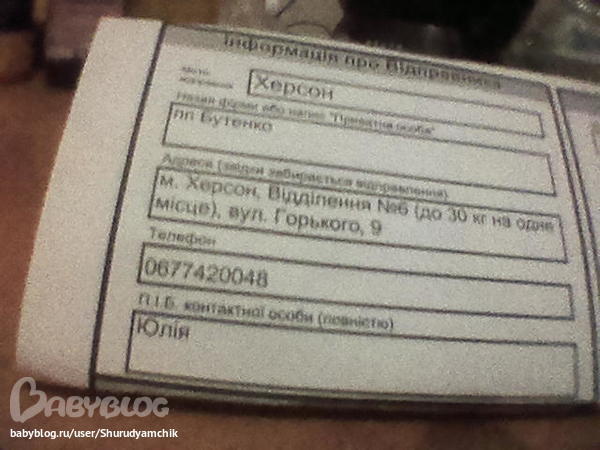 Інформація про Відправника
Місто
відправник
Херсон
Назва фірми або напис "Приватна особа"
пп Бутенко
Адреса (звідки забирається відправлення)
м. Херсон, Відділення №6 (до 30 кг на одне
місце), вул. Горького, 9
Телефон
0677420048
П.І.Б. контактної особи (повністю)
Юлія
BABYBLOG
babyblog.ru/user/Shurudyamchik